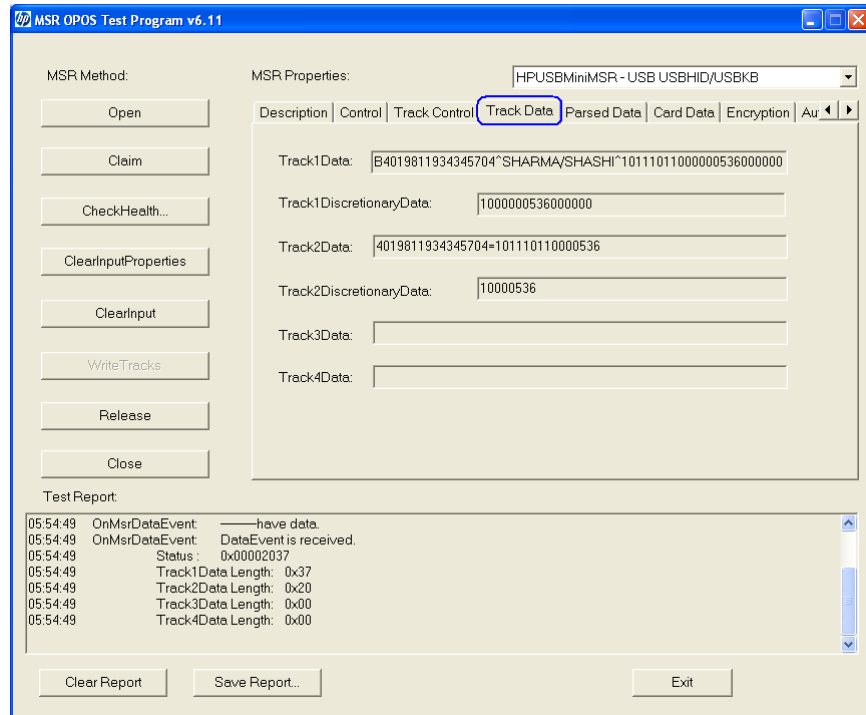 MSR OPOS Test Program v6.11
MSR Method:
MSR Properties:
HPUSBMiniMSR - USB USBHID/USBKB
Open
Claim
CheckHealth...
ClearInputProperties
ClearInput
WriteTracks
Release
Close
Description
Control
Track Control
Track Data
Parsed Data
Card Data
Encryption
Au
Track1Data: B4019811934345704^SHARMA/SHASHI^10111011000000536000000
Track1DiscretionaryData: 1000000536000000
Track2Data: 4019811934345704=101110110000536
Track2DiscretionaryData: 10000536
Track3Data:
Track4Data:
Test Report:
05:54:49 OnMsrDataEvent: ———have data.
05:54:49 OnMsrDataEvent: DataEvent is received.
05:54:49 Status : 0x00002037
05:54:49 Track1Data Length: 0x37
05:54:49 Track2Data Length: 0x20
05:54:49 Track3Data Length: 0x00
05:54:49 Track4Data Length: 0x00
Clear Report
Save Report...
Exit